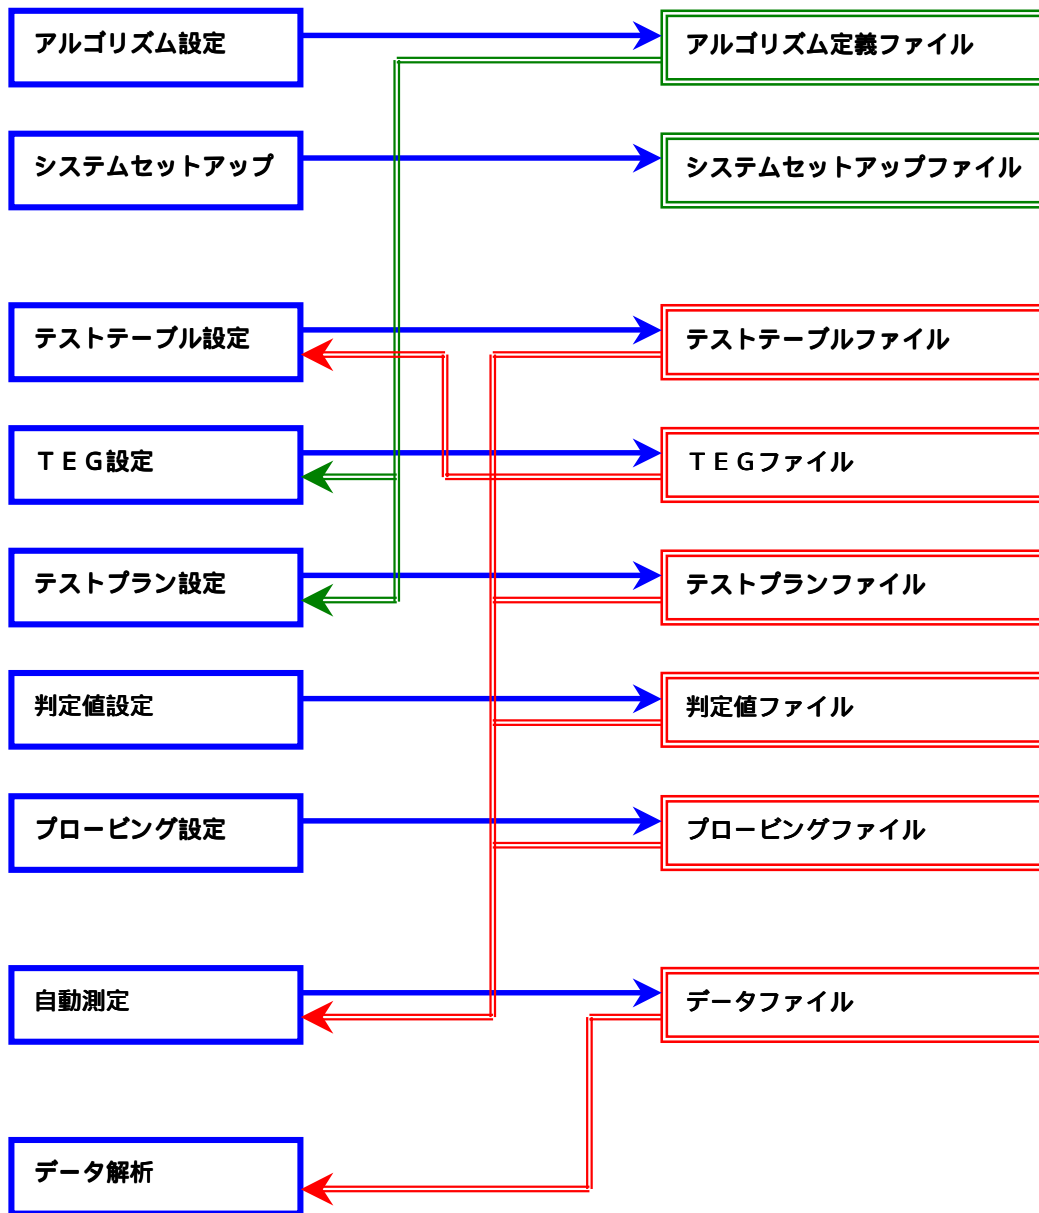 アルゴリズム設定 アルゴリズム定義ファイル
システムセットアップ システムセットアップファイル
テストテーブル設定 テストテーブルファイル
ＴＥＧ設定 ＴＥＧファイル
テストプラン設定 テストプランファイル
判定値設定 判定値ファイル
プロービング設定 プロービングファイル
自動測定 データファイル
データ解析